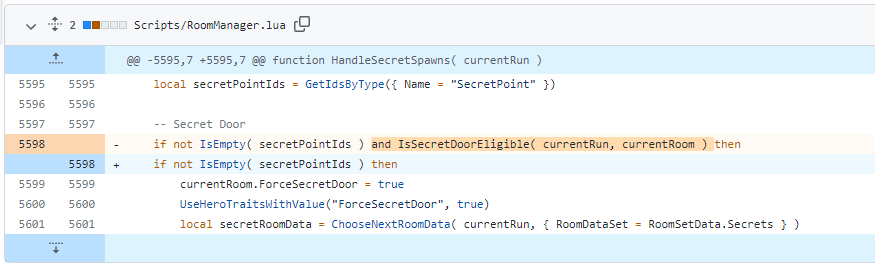 2 Scripts/RoomManager.lua
@@ -5595,7 +5595,7 @@ function HandleSecretSpawns( currentRun )
5595 5595 local secretPointIds = GetIdsByType({ Name = "SecretPoint" })
5596 5596
5597 5597 -- Secret Door
5598 - if not IsEmpty( secretPointIds ) and IsSecretDoorEligible( currentRun, currentRoom ) then
5598 + if not IsEmpty( secretPointIds ) then
5599 5599 currentRoom.ForceSecretDoor = true
5600 5600 UseHeroTraitsWithValue("ForceSecretDoor", true)
5601 5601 local secretRoomData = ChooseNextRoomData( currentRun, { RoomDataSet = RoomSetData.Secrets } )